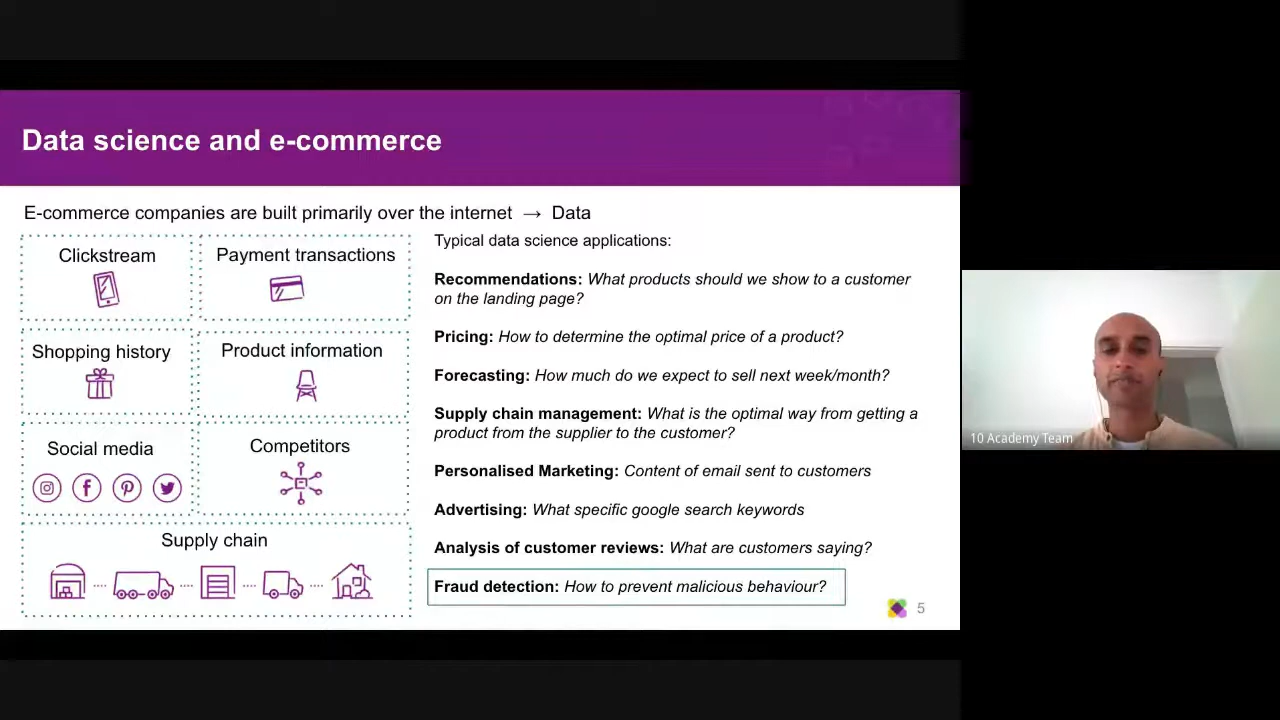 Data science and e-commerce
E-commerce companies are built primarily over the internet → Data
Clickstream
Payment transactions
Shopping history
Product information
Social media
Competitors
Supply chain
Typical data science applications:
Recommendations: What products should we show to a customer
on the landing page?
Pricing: How to determine the optimal price of a product?
Forecasting: How much do we expect to sell next week/month?
Supply chain management: What is the optimal way from getting a
product from the supplier to the customer?
Personalised Marketing: Content of email sent to customers
Advertising: What specific google search keywords
Analysis of customer reviews: What are customers saying?
Fraud detection: How to prevent malicious behaviour?
5
10 Academy Team